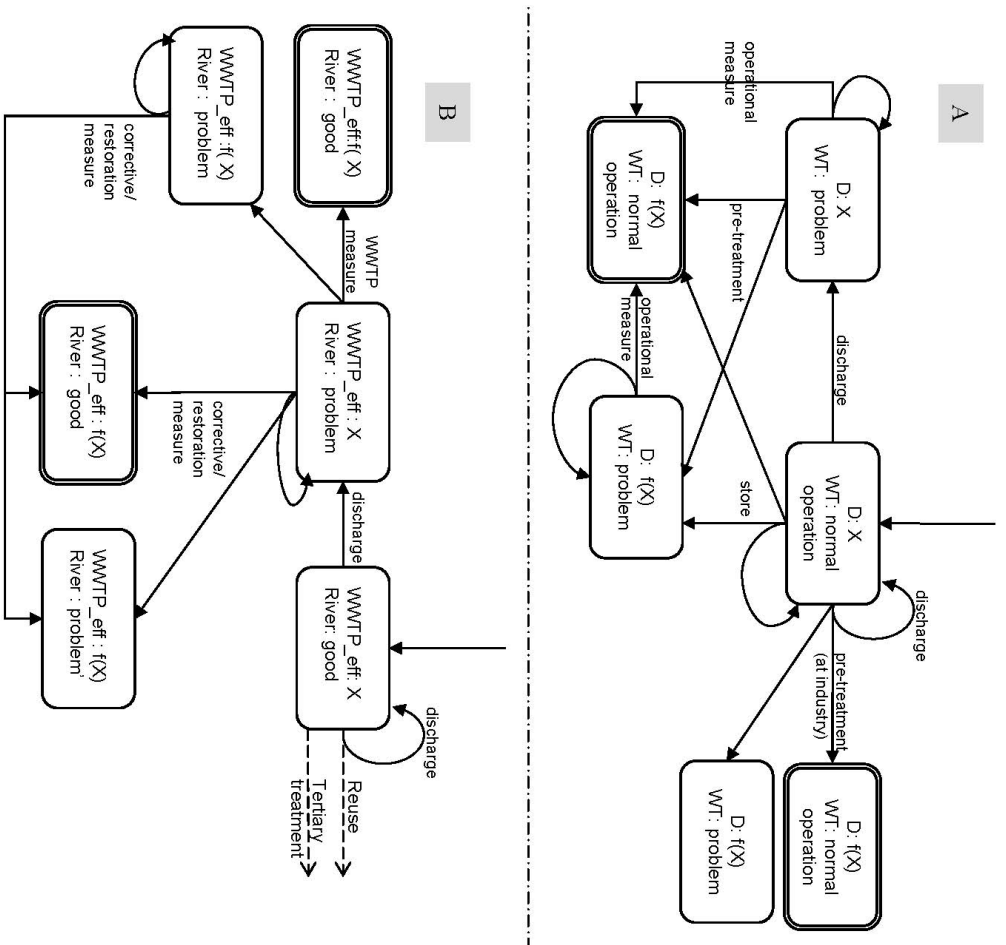 A
D: X
WT: problem
discharge
D: X
WT: normal
operation
discharge
pre-treatment
(at industry)
D: f(X)
WT: normal
operation
D: f(X)
WT: problem
operational
measure
pre-treatment
store
D: f(X)
WT: normal
operation
operational
measure
D: f(X)
WT: problem
B
WWTP_eff:f( X)
River : good
WWTP
measure
WWTP_eff : X
River : problem
discharge
WWTP_eff: X
River: good
discharge
Reuse
Tertiary
treatment
WWTP_eff :f( X)
River : problem
corrective/
restoration
measure
corrective/
restoration
measure
WWTP_eff : f(X)
River : good
WWTP_eff : f(X)
River : problem'